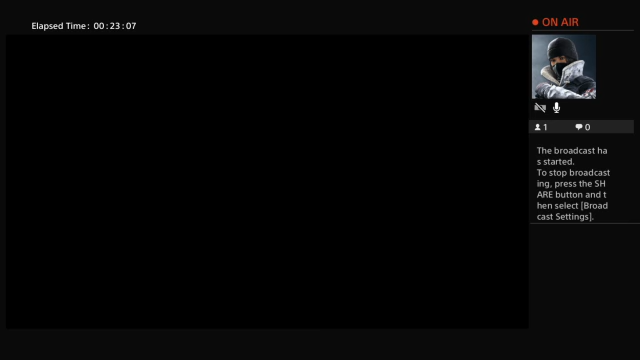 Elapsed Time: 00:23:07
ON AIR
1 0
The broadcast ha
s started.
To stop broadcast
ing, press the SH
ARE button and t
hen select [Broad
cast Settings].